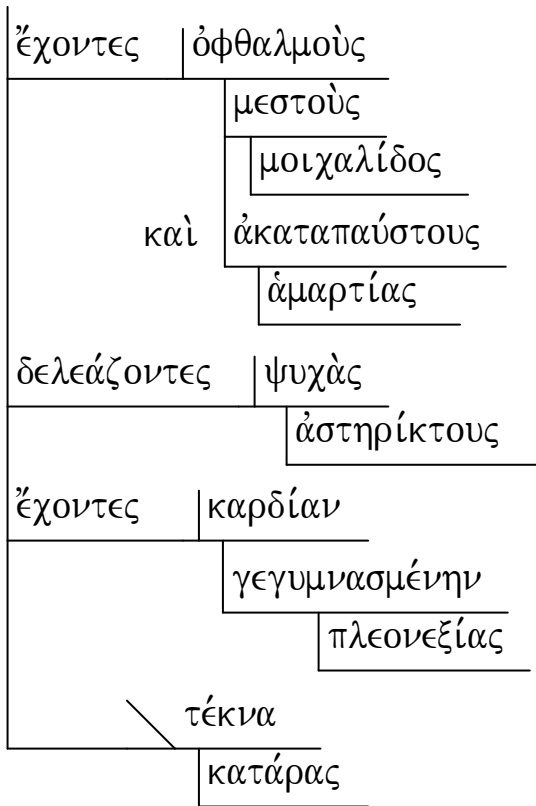 ἔχοντες ὀφθαλμοὺς
μεστοὺς
μοιχαλίδος
καὶ ἀκαταπαύστους
ἁμαρτίας
δελεάζοντες ψυχὰς
ἀστηρίκτους
ἔχοντες καρδίαν
γεγυμνασμένην
πλεονεξίας
τέκνα
κατάρας